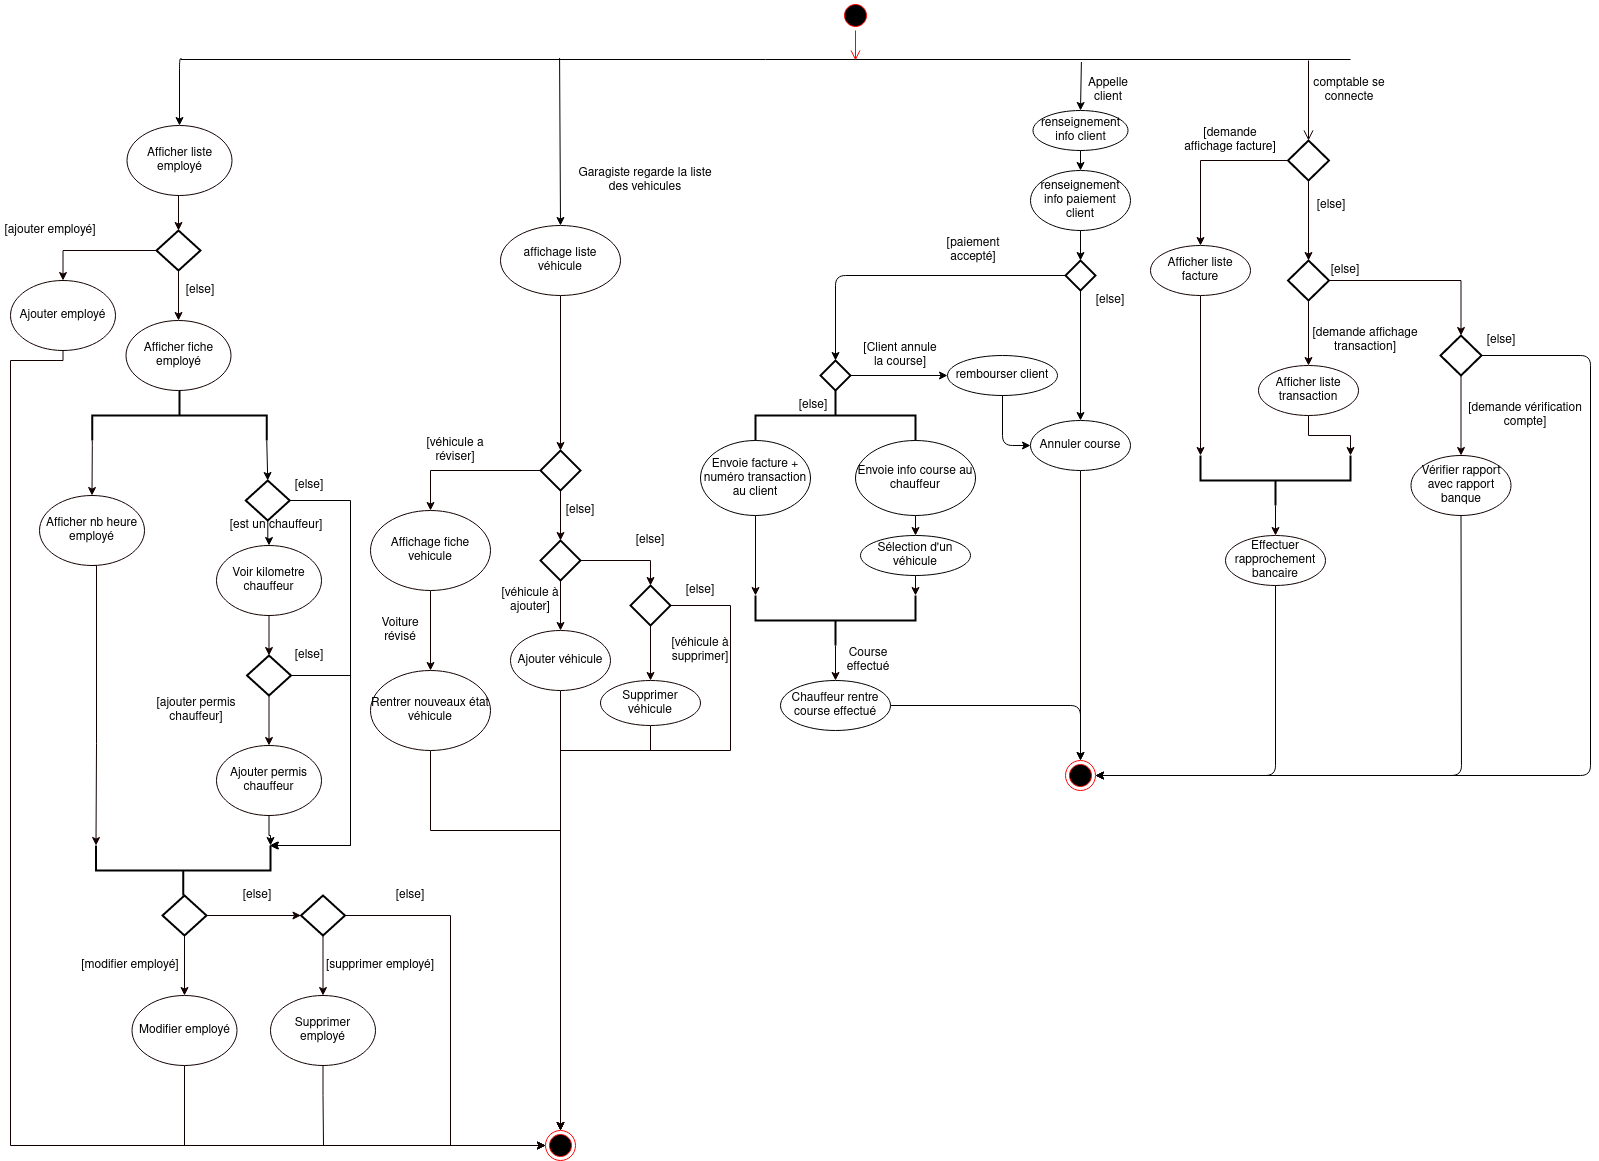 Afficher liste
employé
[ajouter employé]
[else]
Ajouter employé
Afficher fiche
employé
[else]
Afficher nb heure
employé
[est un chauffeur]
Voir kilometre
chauffeur
[else]
[ajouter permis
chauffeur]
Ajouter permis
chauffeur
[else]
[else]
[modifier employé]
[supprimer employé]
Modifier employé
Supprimer
employé
Garagiste regarde la liste
des vehicules
affichage liste
véhicule
[véhicule a
réviser]
[else]
Affichage fiche
vehicule
[else]
[véhicule à
ajouter]
[else]
Voiture
révisé
[véhicule à
supprimer]
Ajouter véhicule
Rentrer nouveaux état
véhicule
Supprimer
véhicule
Appelle
client
renseignement
info client
renseignement
info paiement
client
[paiement
accepté]
[else]
[Client annule
la course]
rembourser client
[else]
Annuler course
Envoie facture +
numéro transaction
au client
Envoie info course au
chauffeur
Sélection d'un
véhicule
Course
effectué
Chauffeur rentre
course effectué
comptable se
connecte
[demande
affichage facture]
[else]
Afficher liste
facture
[else]
[demande affichage
transaction]
[else]
Afficher liste
transaction
[demande vérification
compte]
Vérifier rapport
avec rapport
banque
Effectuer
rapprochement
bancaire